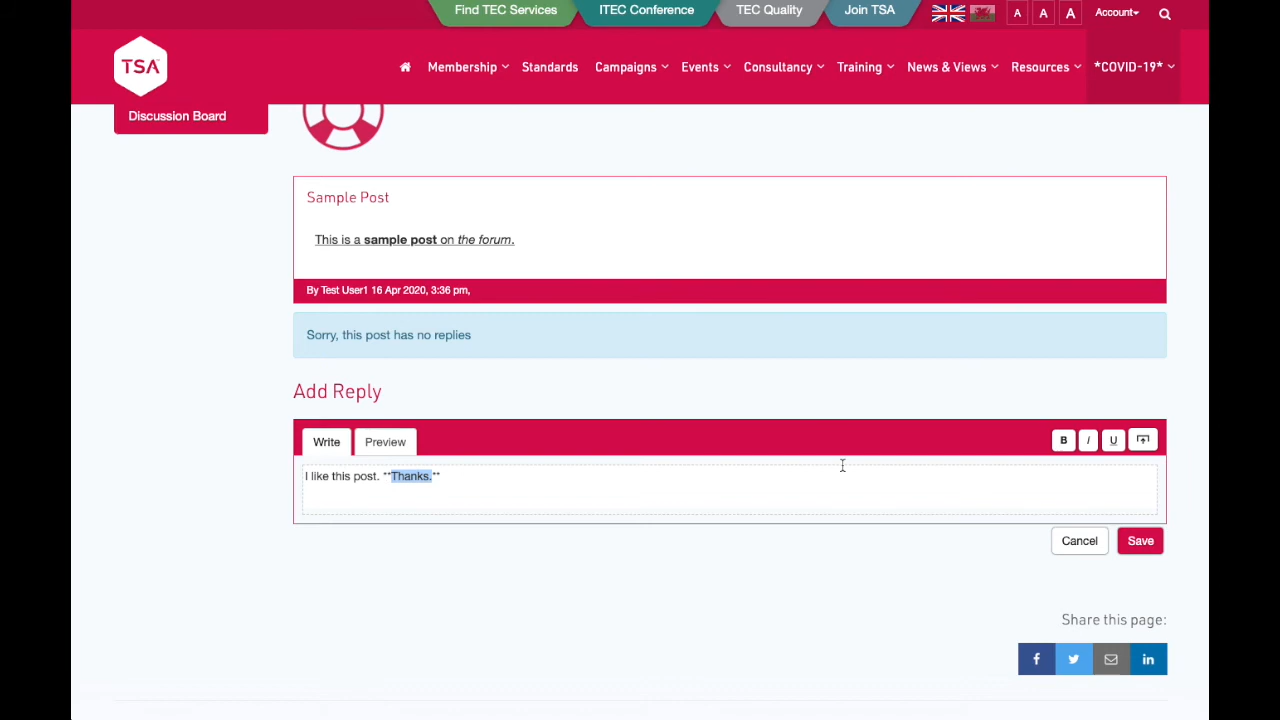 Find TEC Services
ITEC Conference
TEC Quality
Join TSA
A
A
A
Account
TSA
Membership
Standards
Campaigns
Events
Consultancy
Training
News & Views
Resources
*COVID-19*
Discussion Board
Sample Post
This is a sample post on the forum.
By Test User1 16 Apr 2020, 3:36 pm,
Sorry, this post has no replies
Add Reply
Write
Preview
B
I
U
I like this post. **Thanks.**
Cancel
Save
Share this page: